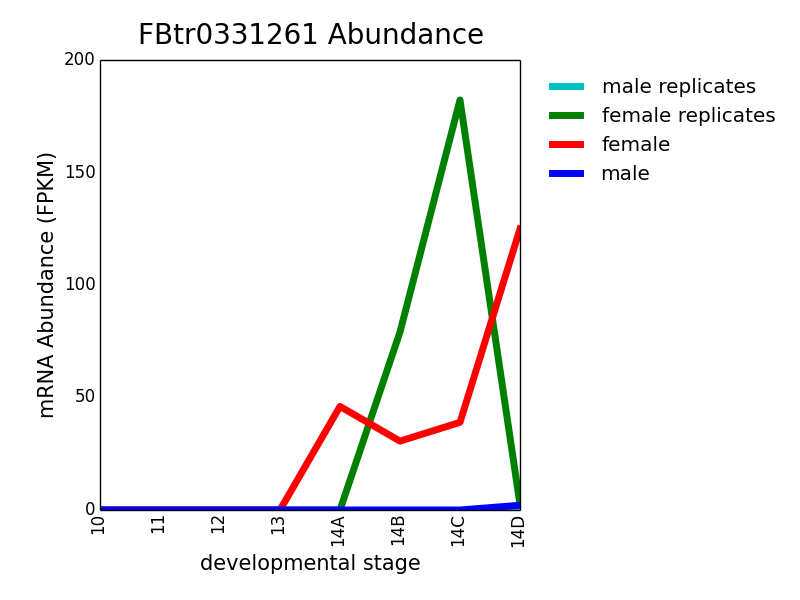 FBtr0331261 Abundance
200
150
100
50
0
mRNA Abundance (FPKM)
10
11
12
13
14A
14B
14C
14D
developmental stage
male replicates
female replicates
female
male